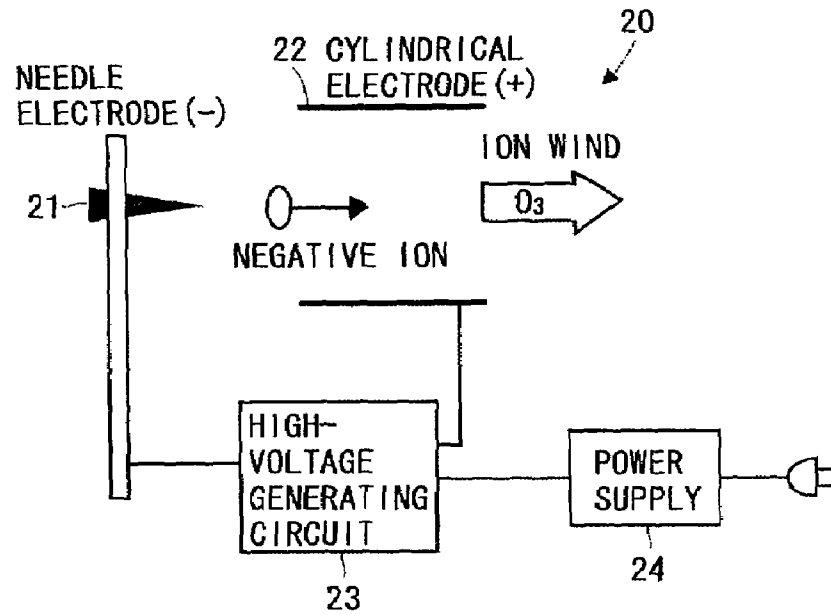 20
22 CYLINDRICAL
ELECTRODE(+)
NEEDLE
ELECTRODE(-)
ION WIND
21
O3
NEGATIVE ION
HIGH-
VOLTAGE
GENERATING
CIRCUIT
POWER
SUPPLY
23
24